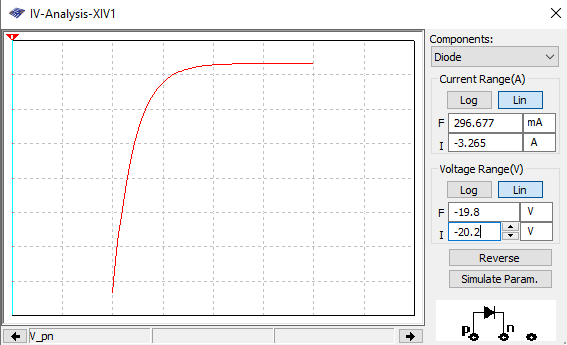 IV-Analysis-XIV1
Components:
Diode
Current Range(A)
Log Lin
F 296.677 mA
I -3.265 A
Voltage Range(V)
Log Lin
F -19.8 V
I -20.2 V
Reverse
Simulate Param.
p n
V_pn